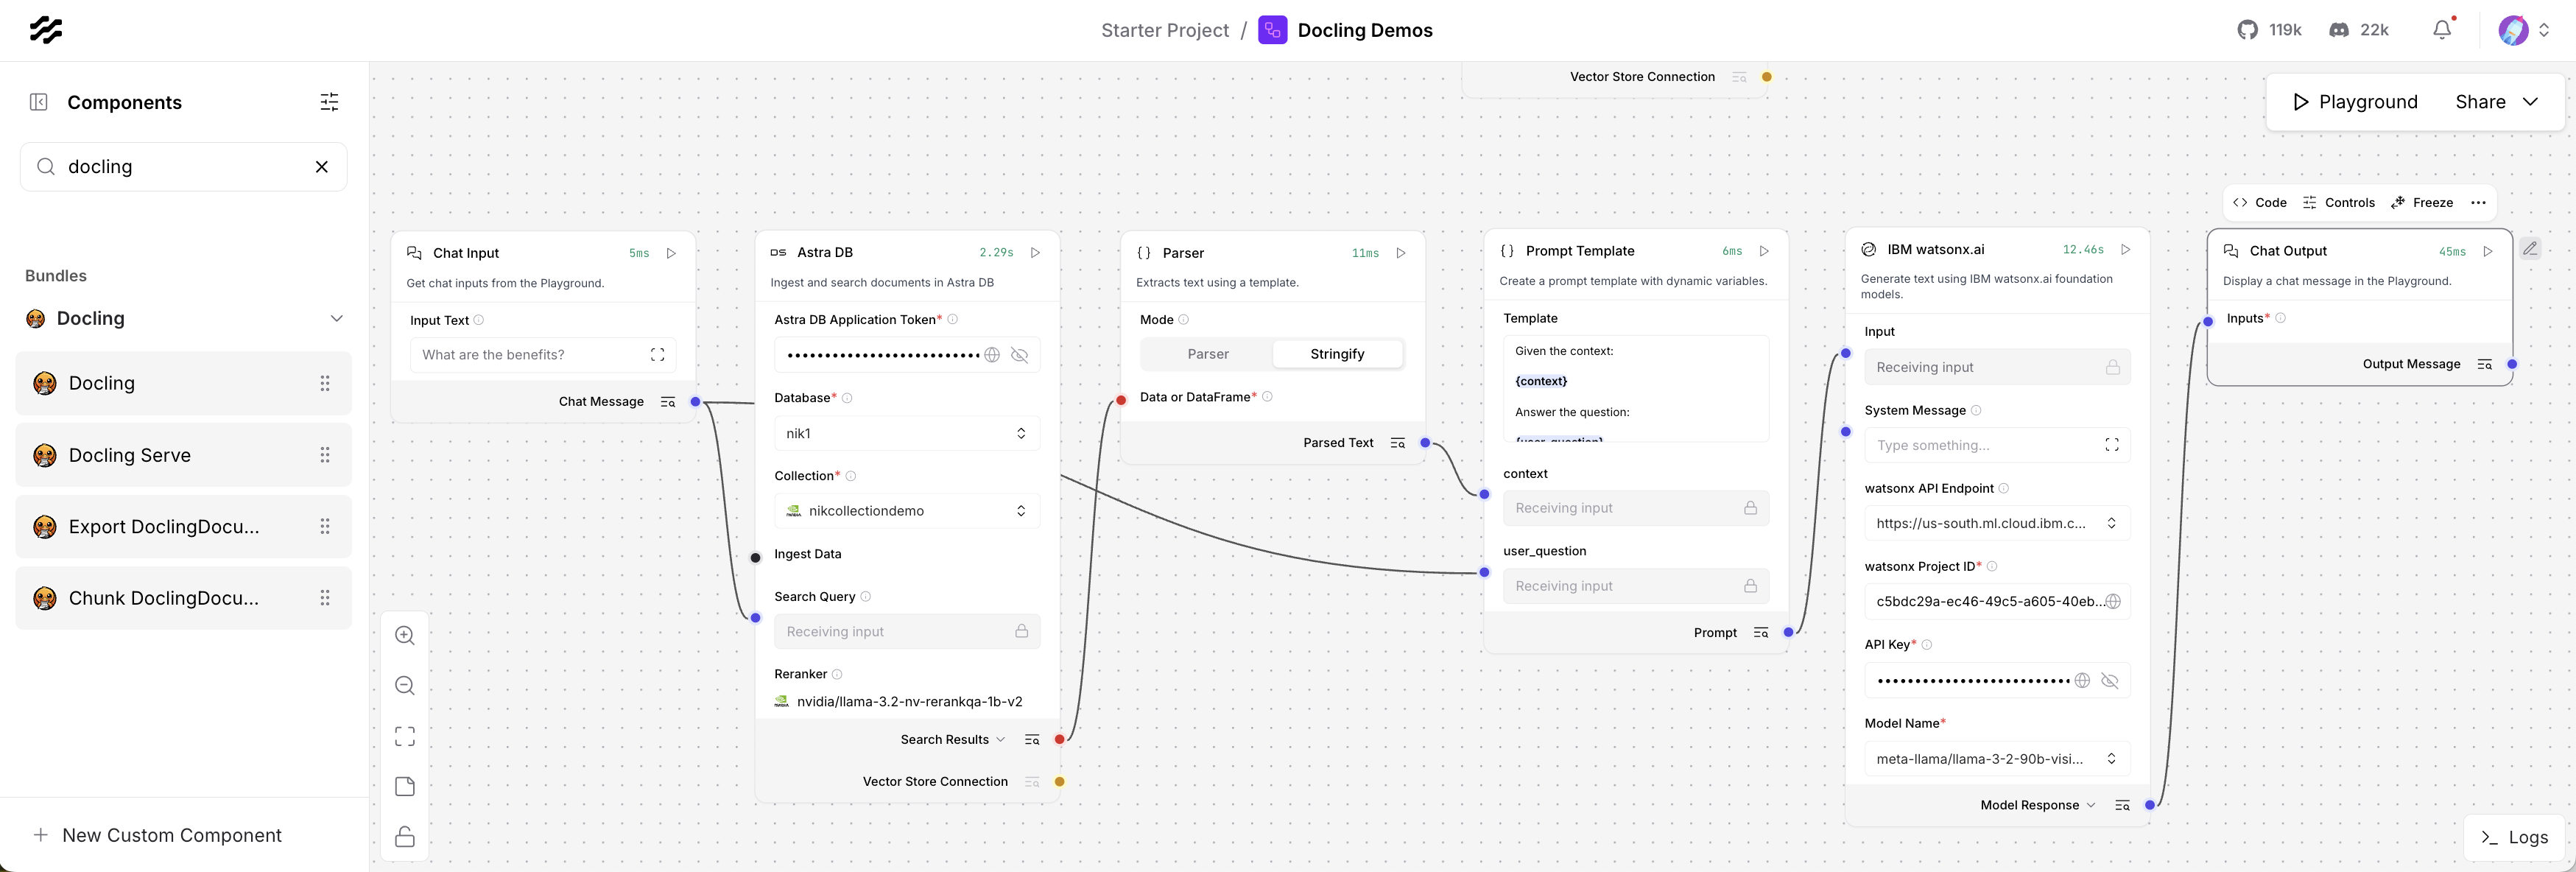 Starter Project / Docling Demos
119k
22k
Components
docling
Bundles
Docling
Docling
Docling Serve
Export DoclingDocu...
Chunk DoclingDocu...
New Custom Component
Vector Store Connection
Playground
Share
Chat Input
5ms
Get chat inputs from the Playground.
Input Text
What are the benefits?
Chat Message
DS
Astra DB
2.29s
Ingest and search documents in Astra DB
Astra DB Application Token*
Database*
nik1
Collection*
nikcollectiondemo
Ingest Data
Search Query
Receiving input
Reranker
nvidia/llama-3.2-nv-rerankqa-1b-v2
Search Results
Vector Store Connection
Parser
11ms
Extracts text using a template.
Mode
Parser
Stringify
Data or DataFrame*
Parsed Text
Prompt Template
6ms
Create a prompt template with dynamic variables.
Template
Given the context:
{context}
Answer the question:
{user_question}
context
Receiving input
user_question
Receiving input
Prompt
IBM watsonx.ai
12.46s
Generate text using IBM watsonx.ai foundation
models.
Input
Receiving input
System Message
Type something...
watsonx API Endpoint
https://us-south.ml.cloud.ibm.c...
watsonx Project ID*
c5bdc29a-ec46-49c5-a605-40eb...
API Key*
Model Name*
meta-llama/llama-3-2-90b-visi...
Model Response
Code
Controls
Freeze
Chat Output
45ms
Display a chat message in the Playground.
Inputs*
Output Message
Logs